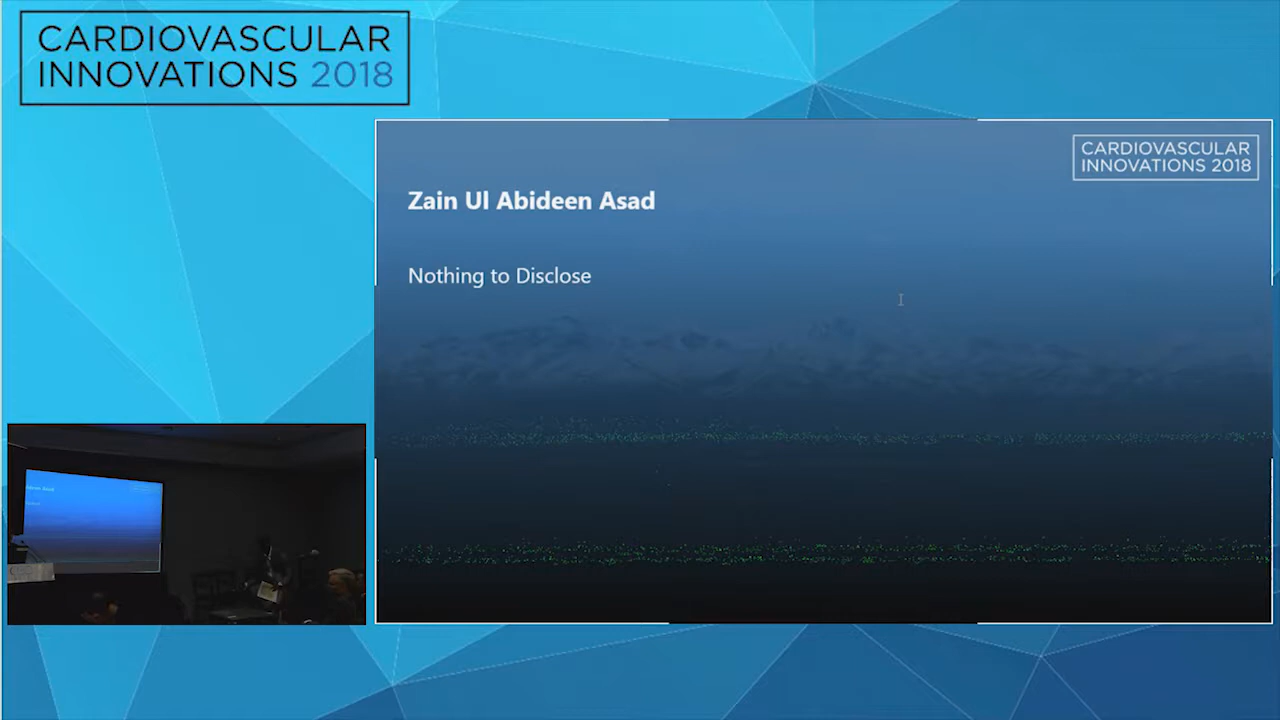 CARDIOVASCULAR
INNOVATIONS 2018
CARDIOVASCULAR
INNOVATIONS 2018
Zain Ul Abideen Asad
Nothing to Disclose